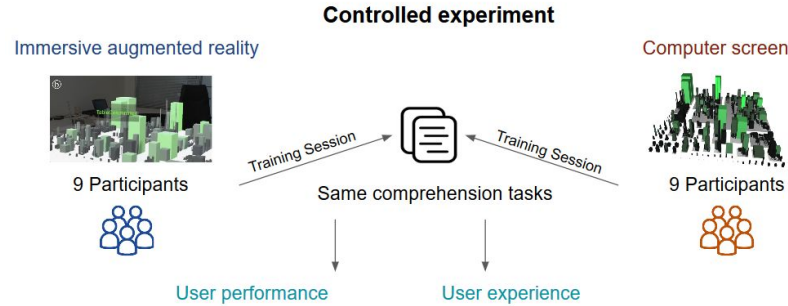 Controlled experiment
Immersive augmented reality
Computer screen
Training Session
Training Session
9 Participants
Same comprehension tasks
9 Participants
User performance
User experience